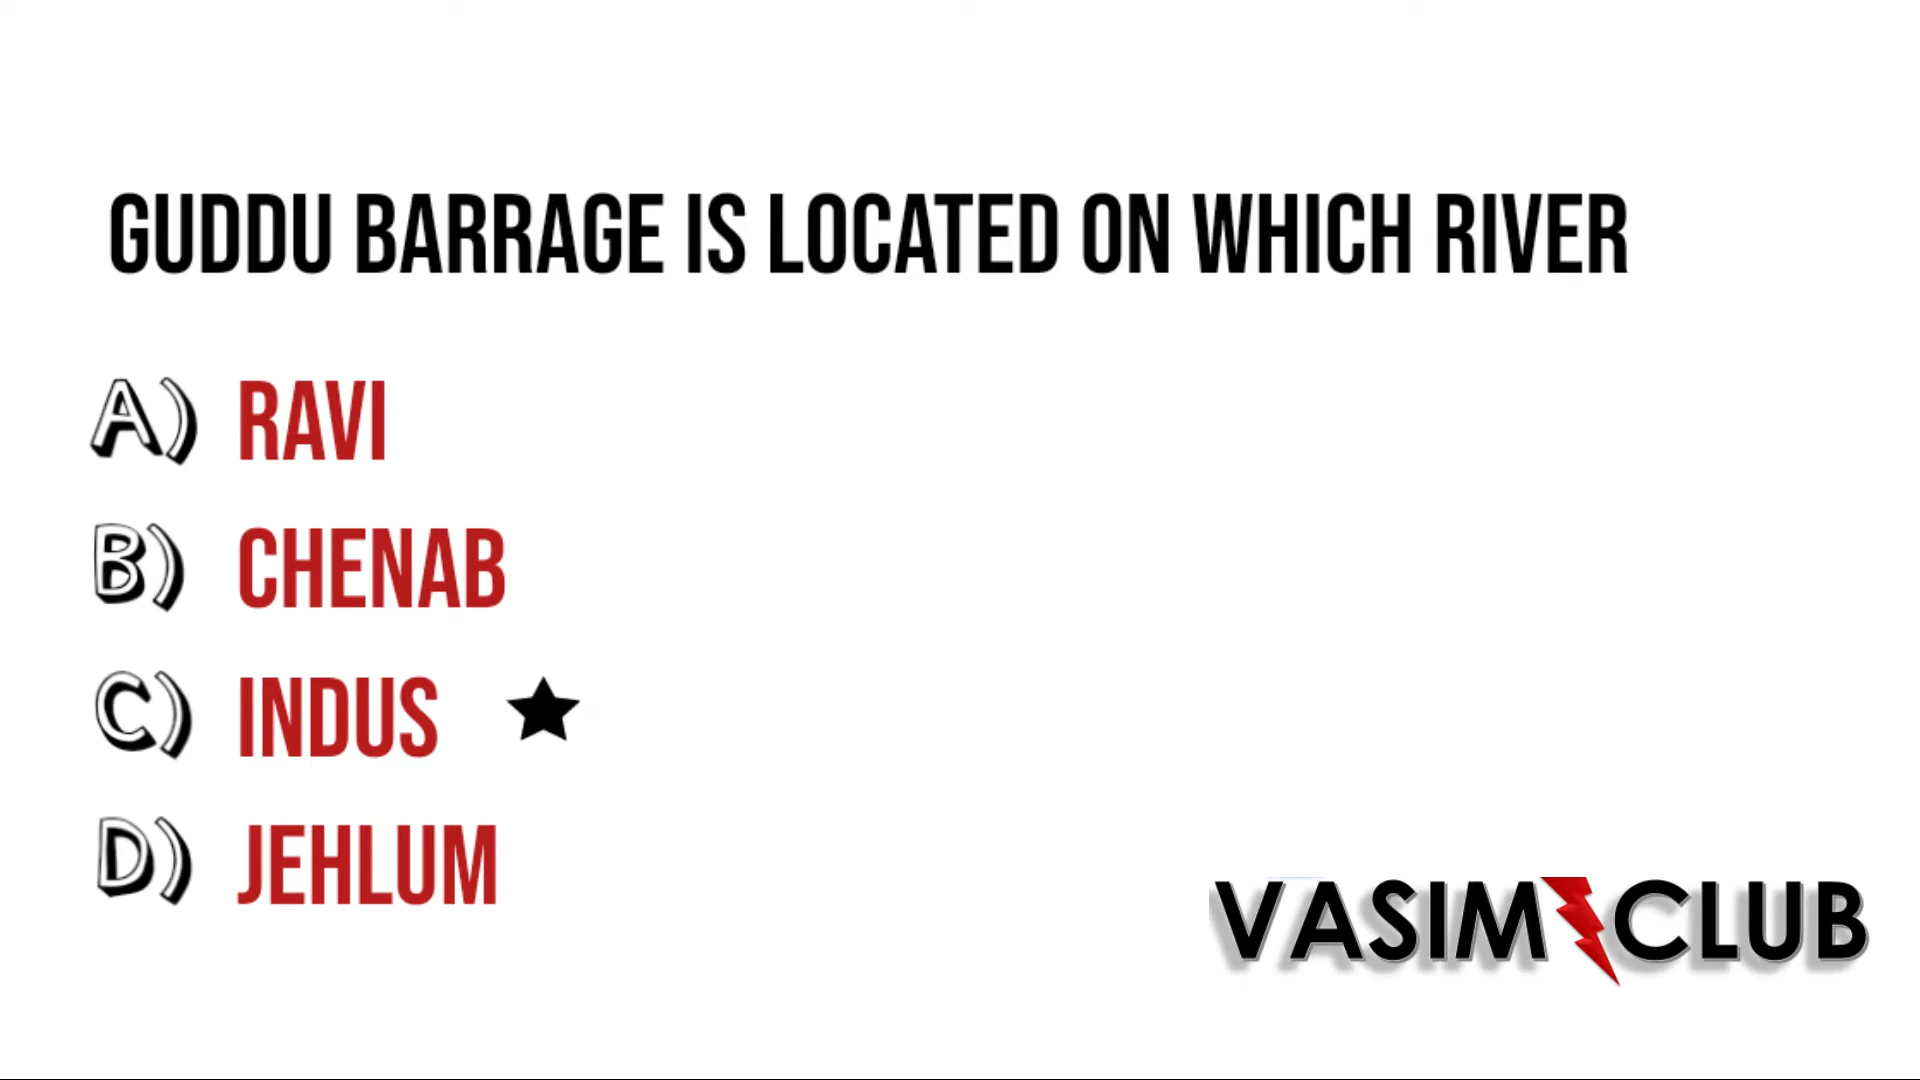 GUDDU BARRAGE IS LOCATED ON WHICH RIVER
A) RAVI
B) CHENAB
C) INDUS
D) JEHLUM
VASIM CLUB